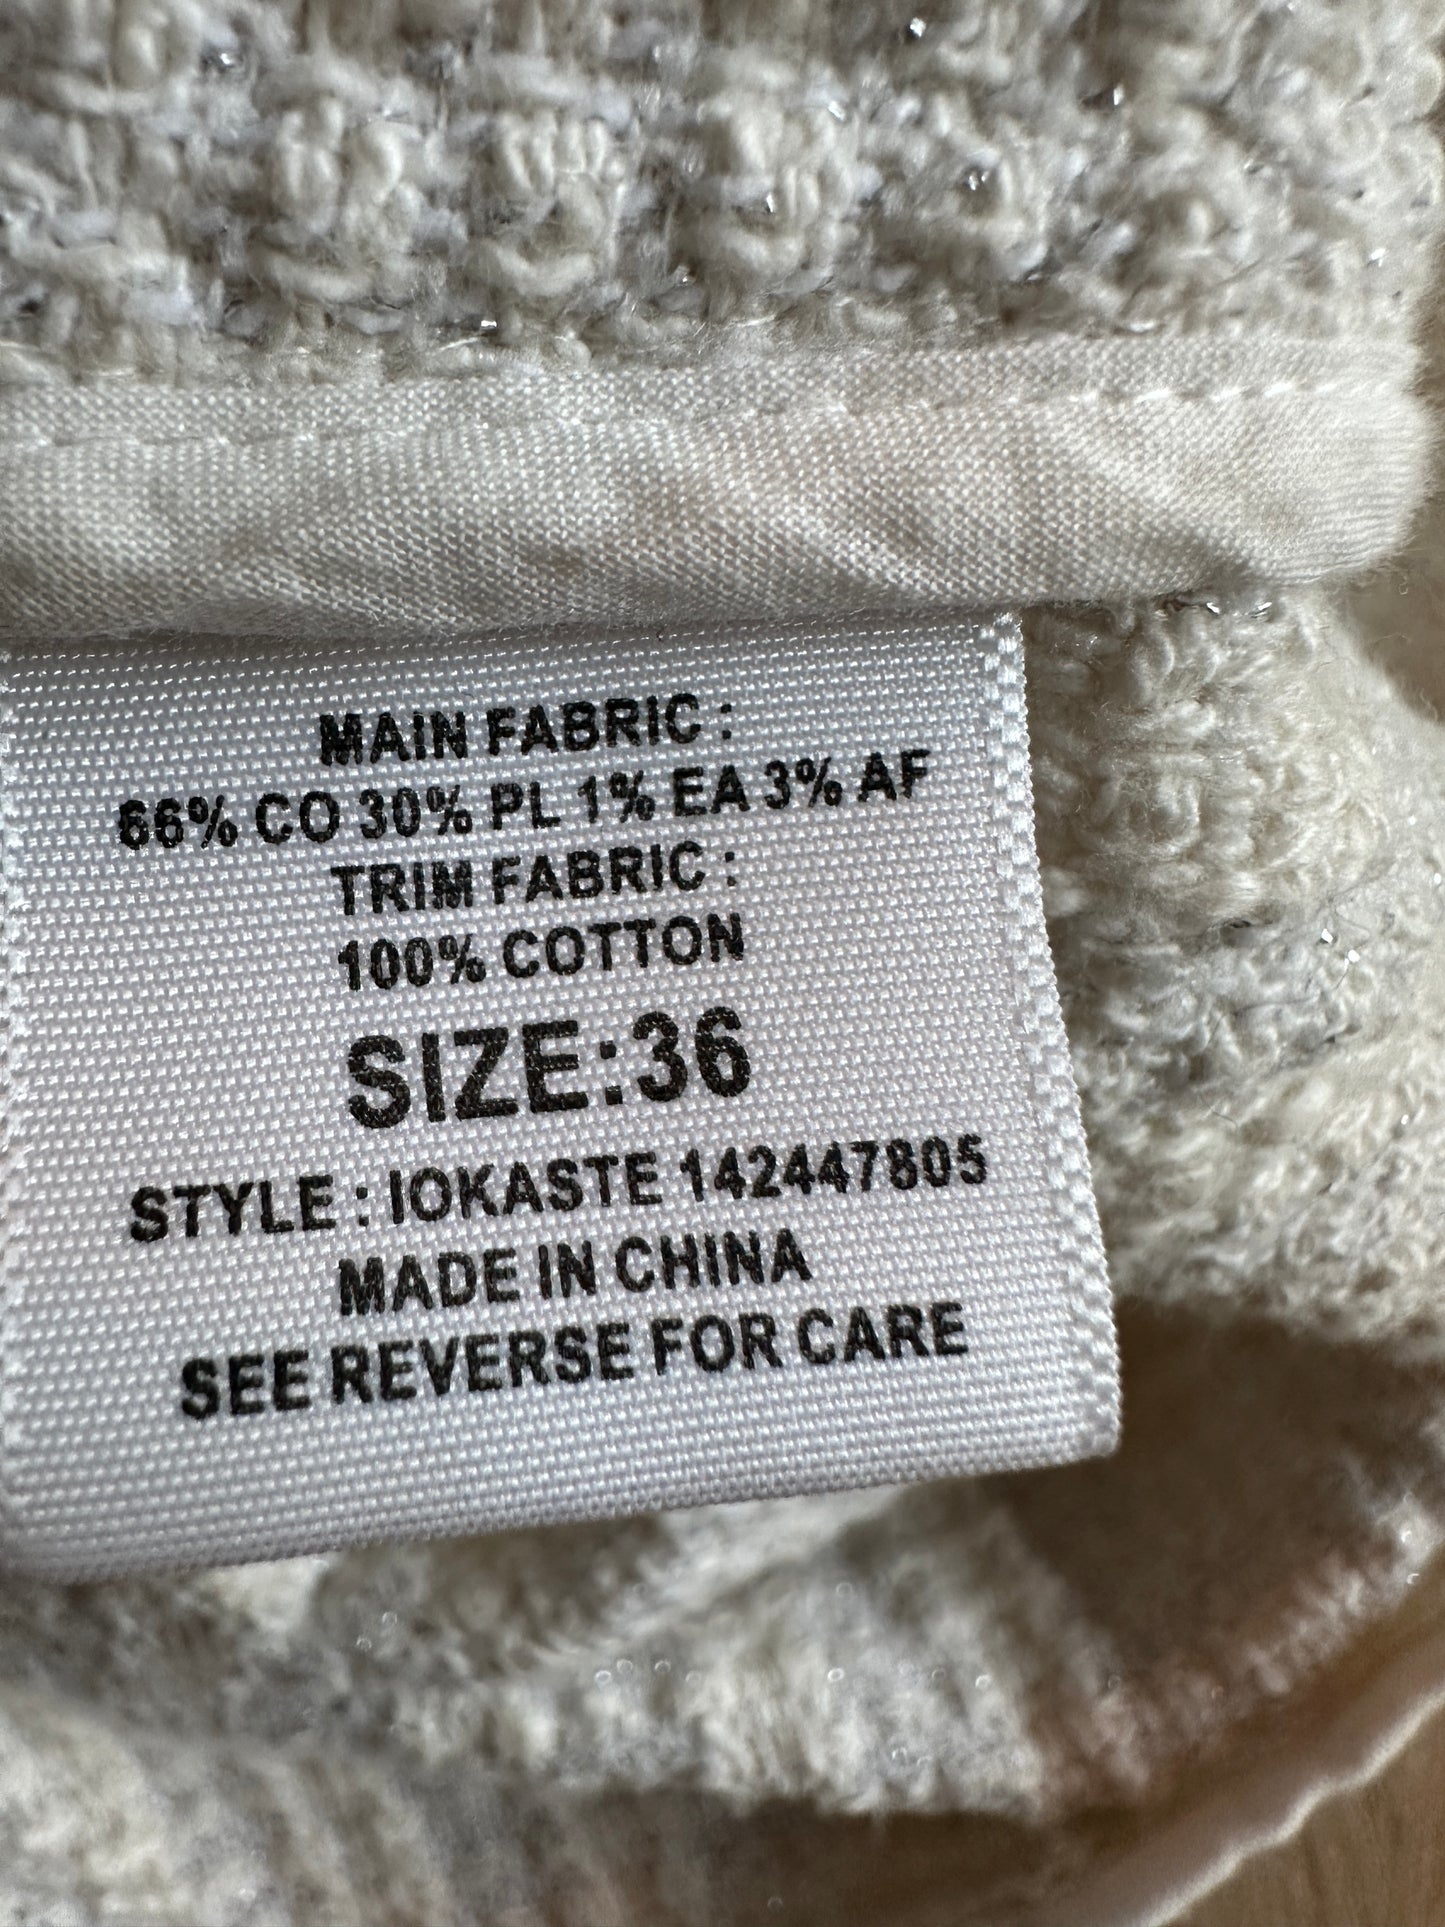 MAIN FABRIC :
66% CO 30% PL 1% EA 3% AF
TRIM FABRIC :
100% COTTON
SIZE:36
STYLE : IOKASTE 142447805
MADE IN CHINA
SEE REVERSE FOR CARE